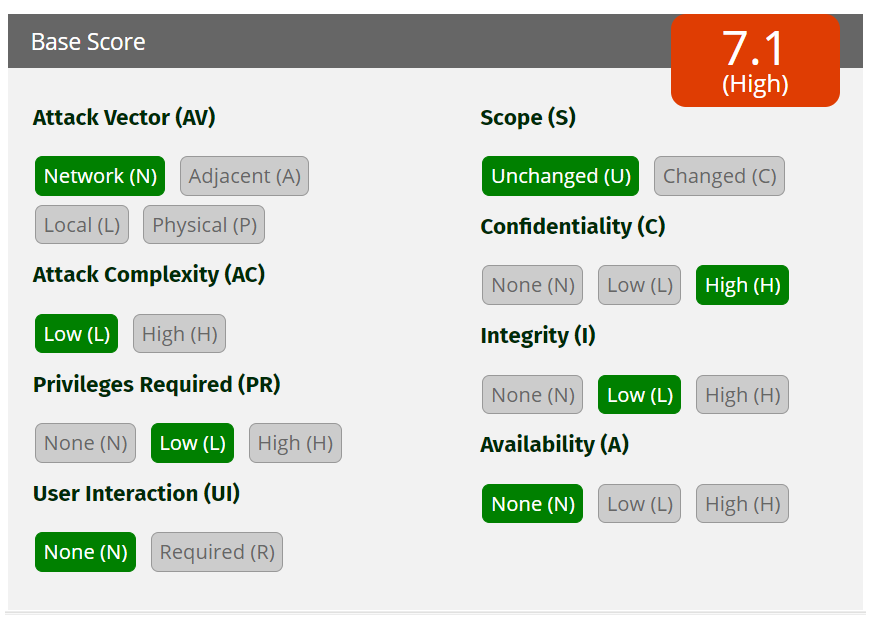 Base Score
7.1
(High)
Attack Vector (AV)
Network (N) Adjacent (A)
Local (L) Physical (P)
Attack Complexity (AC)
Low (L) High (H)
Privileges Required (PR)
None (N) Low (L) High (H)
User Interaction (UI)
None (N) Required (R)
Scope (S)
Unchanged (U) Changed (C)
Confidentiality (C)
None (N) Low (L) High (H)
Integrity (I)
None (N) Low (L) High (H)
Availability (A)
None (N) Low (L) High (H)